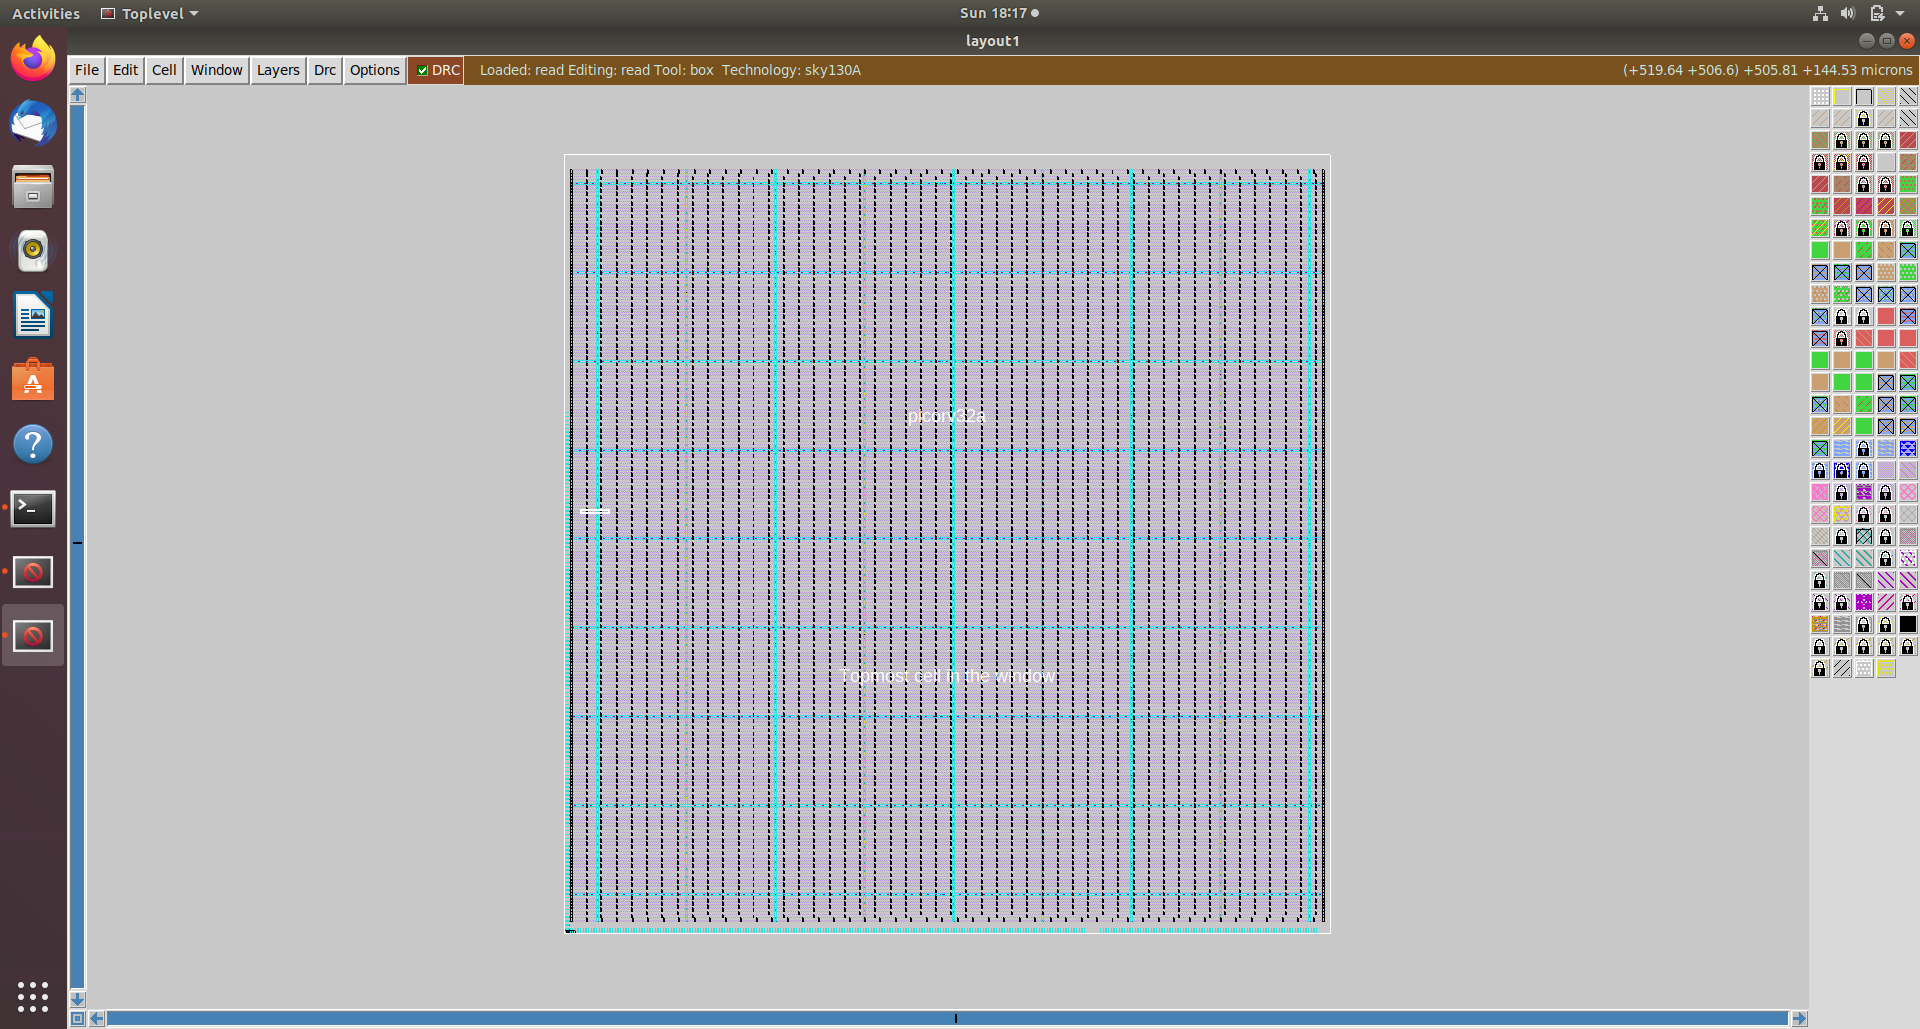 Activities
Toplevel
Sun 18:17
layout1
File Edit Cell Window Layers Drc Options DRC Loaded: read Editing: read Tool: box Technology: sky130A (+519.64 +506.6) +505.81 +144.53 microns
picorv32a
Topmost cell in the window